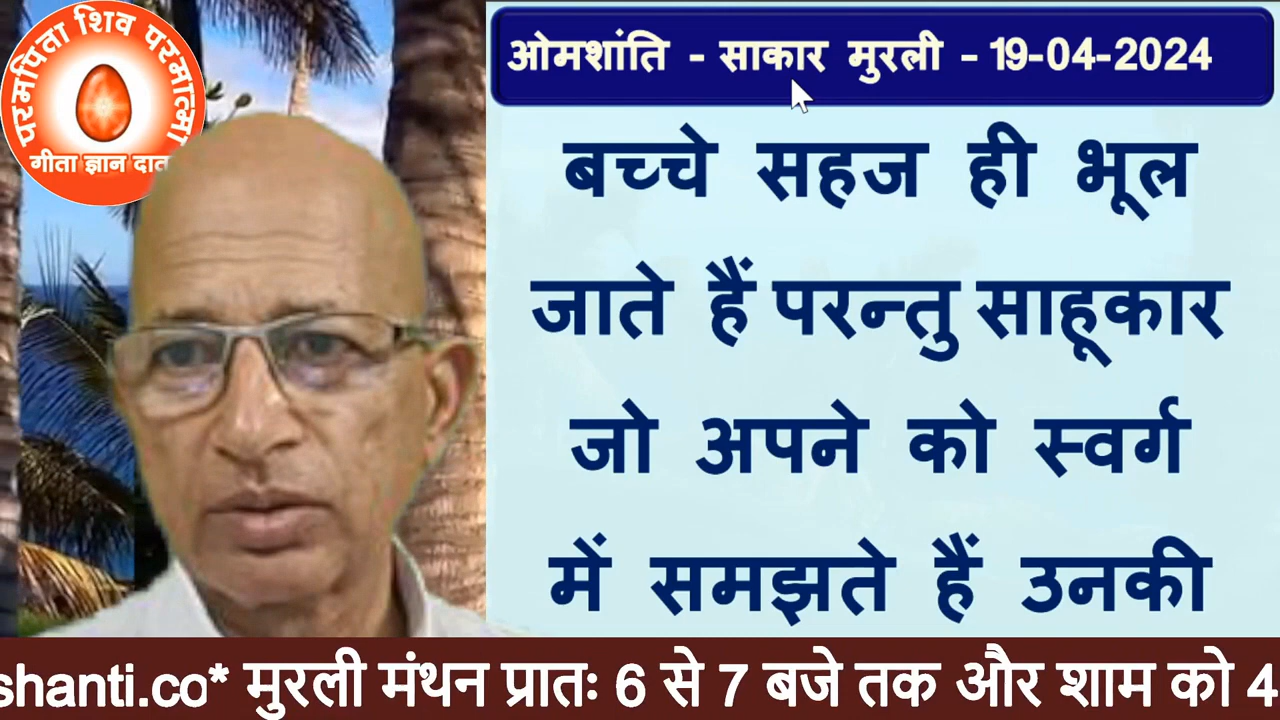 परमपिता शिव परमात्मा
गीता ज्ञान
ओमशांति - साकार मुरली - 19-04-2024
बच्चे सहज ही भूल
जाते हैं परन्तु साहूकार
जो अपने को स्वर्ग
में समझते हैं उनकी
shanti.co* मुरली मंथन प्रातः 6 से 7 बजे तक और शाम को 4